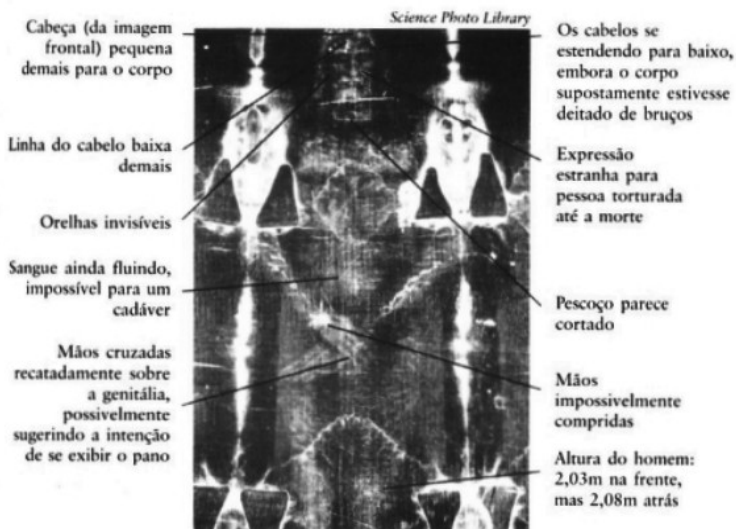 Science Photo Library
Cabeça (da imagem
frontal) pequena
demais para o corpo
Linha do cabelo baixa
demais
Orelhas invisíveis
Sangue ainda fluindo,
impossível para um
cadáver
Mãos cruzadas
recatadamente sobre
a genitália,
possivelmente
sugerindo a intenção
de se exibir o pano
Os cabelos se
estendendo para baixo,
embora o corpo
supostamente estivesse
deitado de bruços
Expressão
estranha para
pessoa torturada
até a morte
Pescoço parece
cortado
Mãos
impossivelmente
compridas
Altura do homem:
2,03m na frente,
mas 2,08m atrás